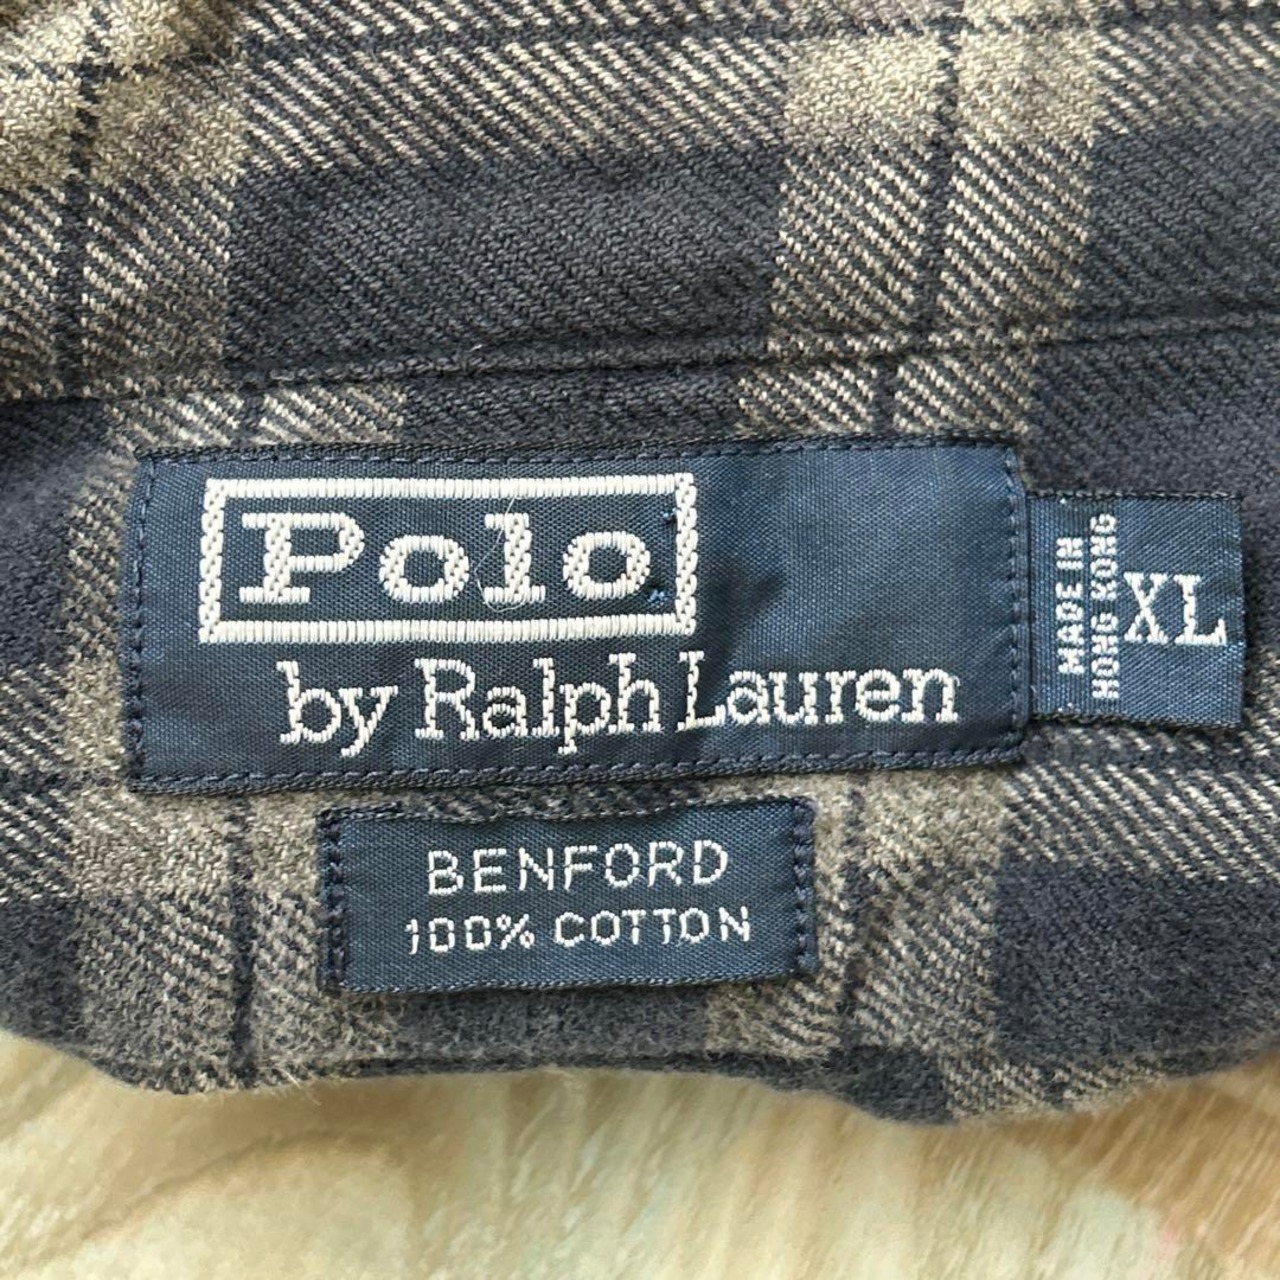 Polo
by Ralph Lauren
MADE IN
HONG KONG
XL
BENFORD
100% COTTON